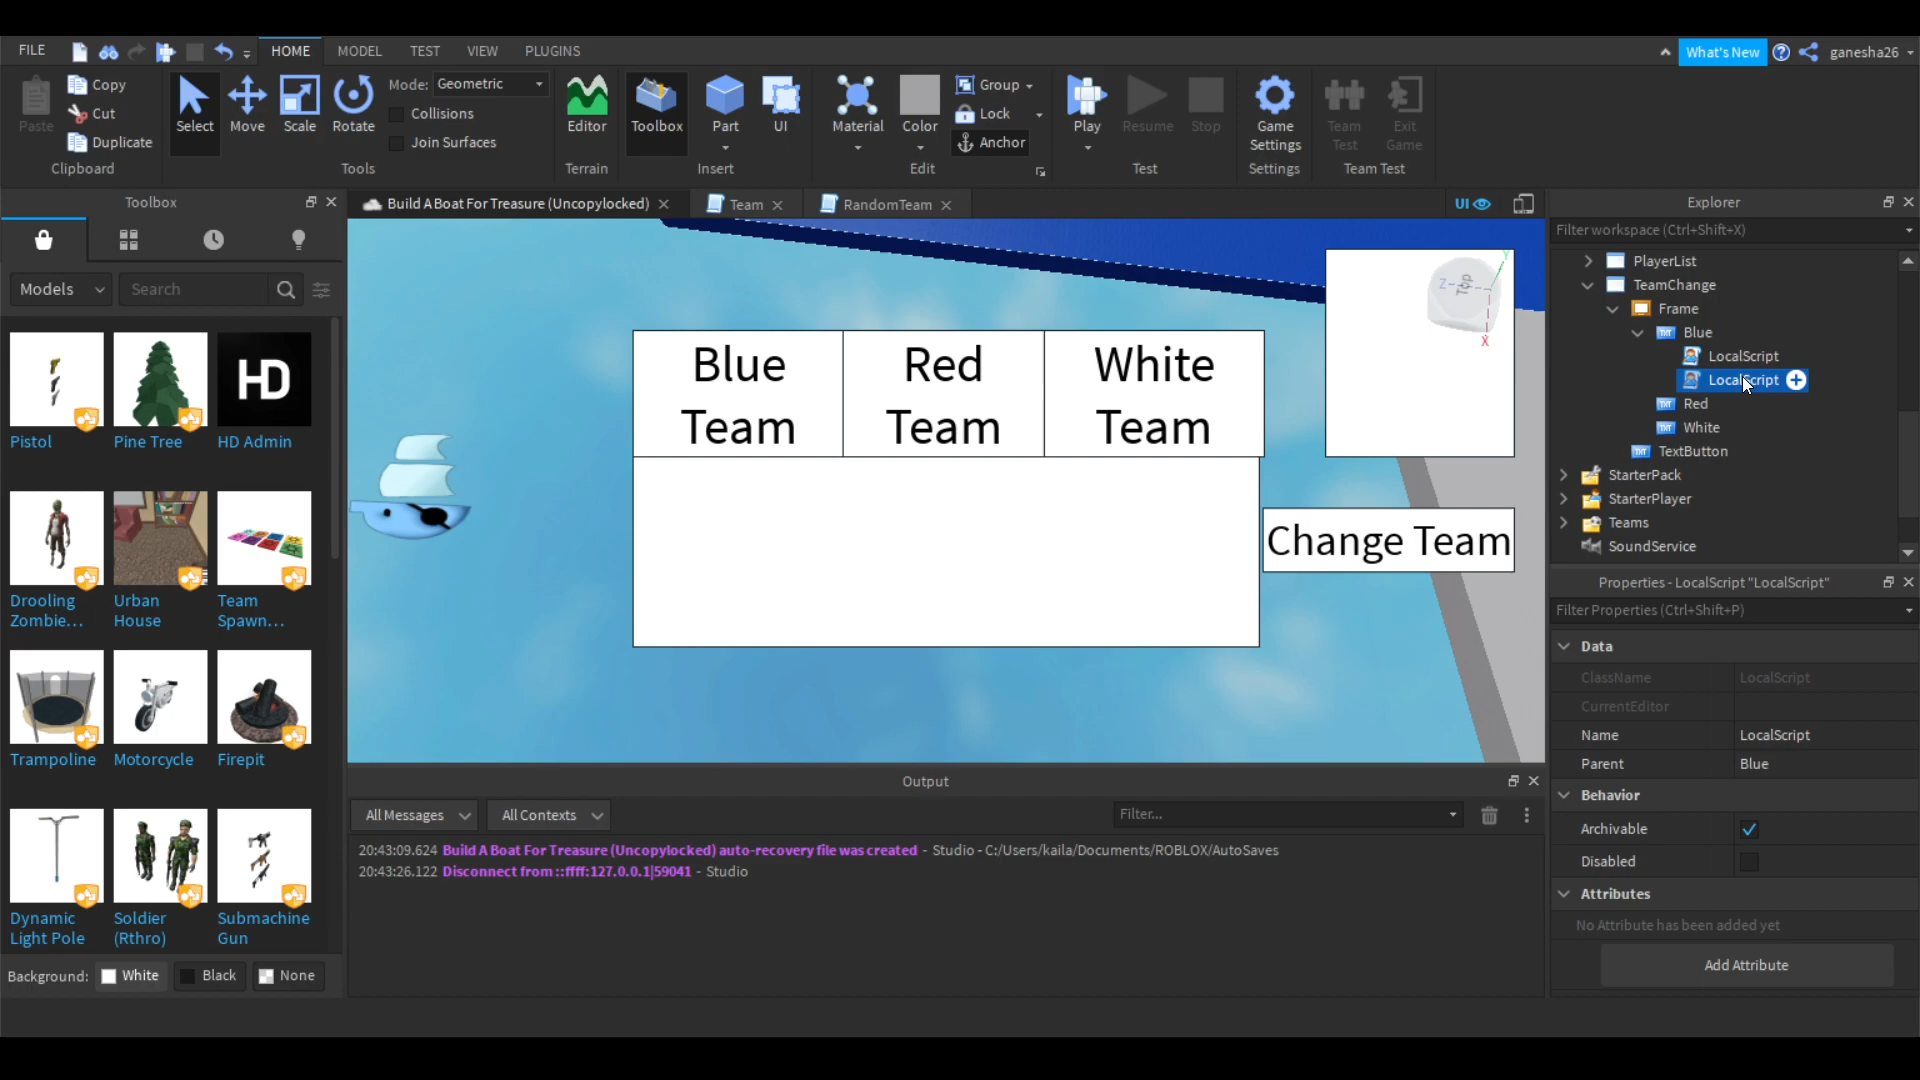 FILE
HOME
MODEL
TEST
VIEW
PLUGINS
What's New
ganesha26
Paste
Copy
Cut
Duplicate
Clipboard
Select
Move
Scale
Rotate
Mode: Geometric
Collisions
Join Surfaces
Tools
Editor
Terrain
Toolbox
Part
UI
Insert
Material
Color
Group
Lock
Anchor
Edit
Play
Resume
Stop
Test
Game
Settings
Settings
Team
Test
Exit
Game
Team Test
Toolbox
Models
Search
Pistol
Pine Tree
HD
HD Admin
Drooling
Zombie...
Urban
House
Team
Spawn...
Trampoline
Motorcycle
Firepit
Dynamic
Light Pole
Soldier
(Rthro)
Submachine
Gun
Background: White Black None
Build A Boat For Treasure (Uncopylocked)
Team
RandomTeam
UI
Blue
Team
Red
Team
White
Team
Change Team
Top
Z
Y
X
Output
All Messages
All Contexts
Filter...
20:43:09.624 Build A Boat For Treasure (Uncopylocked) auto-recovery file was created - Studio - C:/Users/kaila/Documents/ROBLOX/AutoSaves
20:43:26.122 Disconnect from ::ffff:127.0.0.1|59041 - Studio
Explorer
Filter workspace (Ctrl+Shift+X)
PlayerList
TeamChange
Frame
TXT Blue
LocalScript
LocalScript
TXT Red
TXT White
TXT TextButton
StarterPack
StarterPlayer
Teams
SoundService
Properties - LocalScript "LocalScript"
Filter Properties (Ctrl+Shift+P)
Data
ClassName LocalScript
CurrentEditor
Name LocalScript
Parent Blue
Behavior
Archivable
Disabled
Attributes
No Attribute has been added yet
Add Attribute